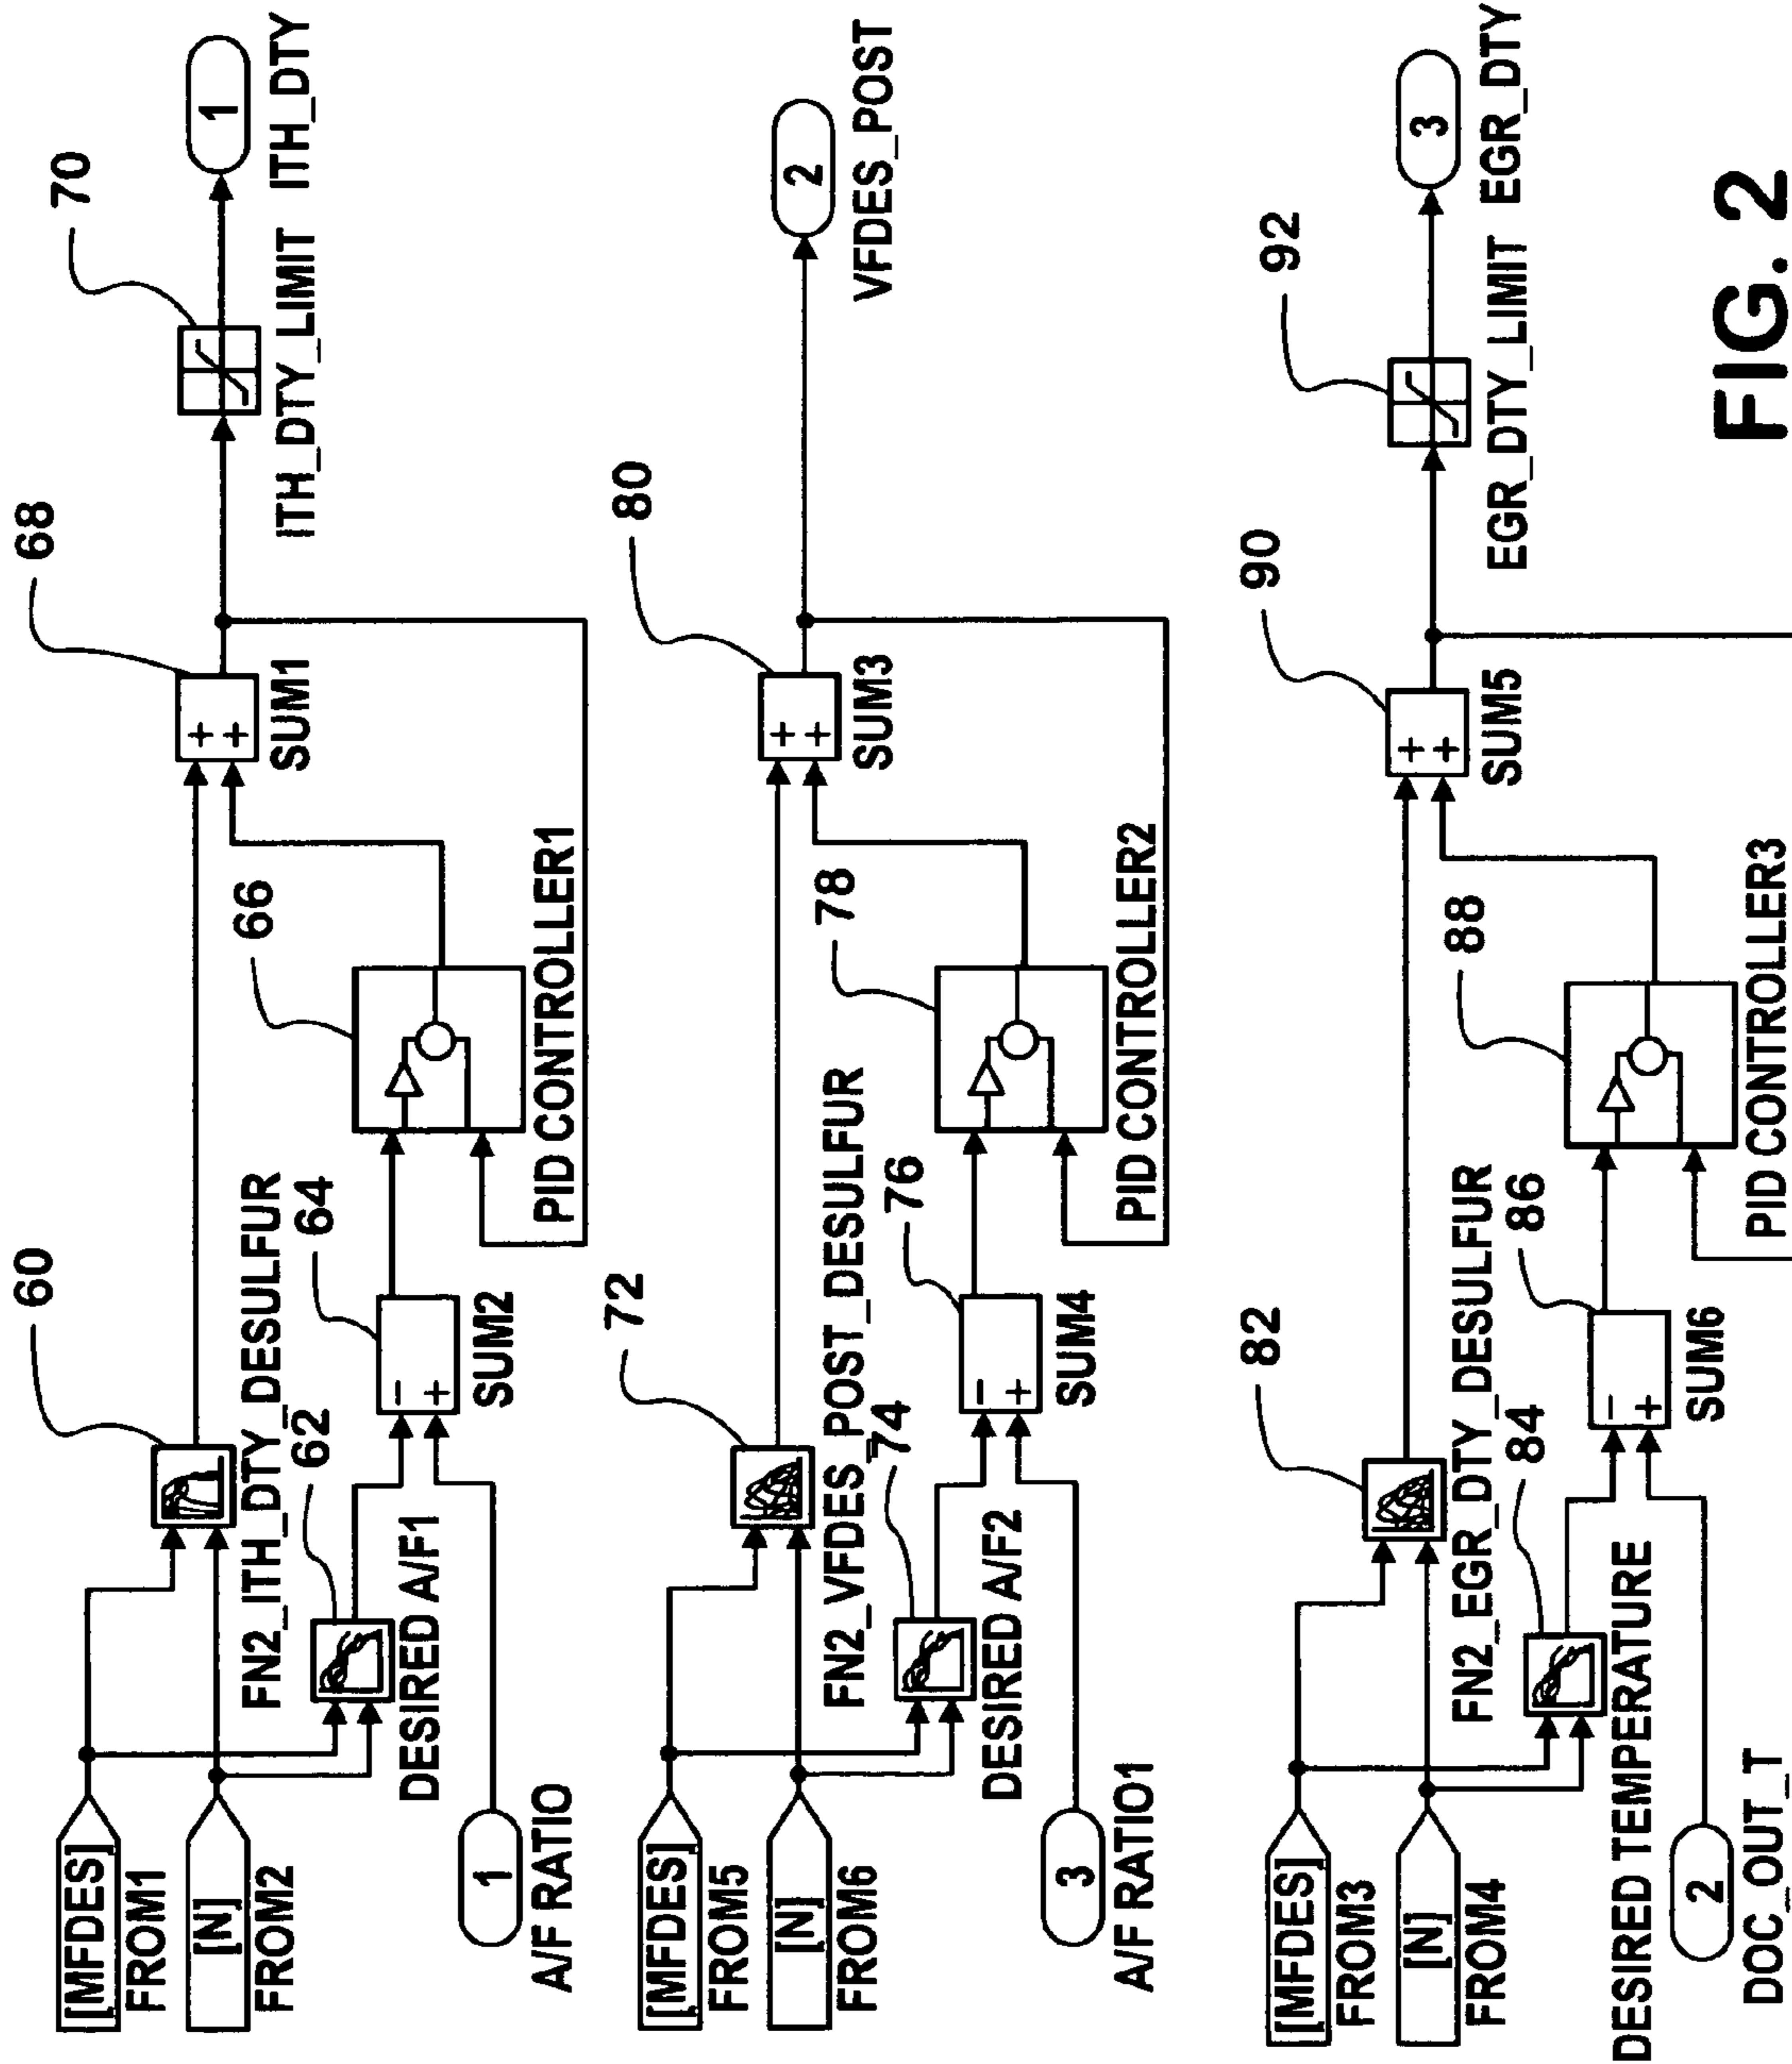 60
68
70
[MFDES]
FROM1
[N]
FROM2
FN2_ITH_DTY_DESULFUR
62
64
66
+
+
SUM1
ITH_DTY_LIMIT
1
ITH_DTY
DESIRED A/F1
-
+
SUM2
PID CONTROLLER1
1
A/F RATIO
72
80
[MFDES]
FROM5
[N]
FROM6
FN2_VFDES_POST_DESULFUR
74
76
78
+
+
SUM3
2
VFDES_POST
DESIRED A/F2
-
+
SUM4
PID CONTROLLER2
3
A/F RATIO1
82
90
92
[MFDES]
FROM3
[N]
FROM4
FN2_EGR_DTY_DESULFUR
84
86
88
+
+
SUM5
EGR_DTY_LIMIT
3
EGR_DTY
DESIRED TEMPERATURE
-
+
SUM6
PID CONTROLLER3
2
DOC_OUT_T
FIG. 2